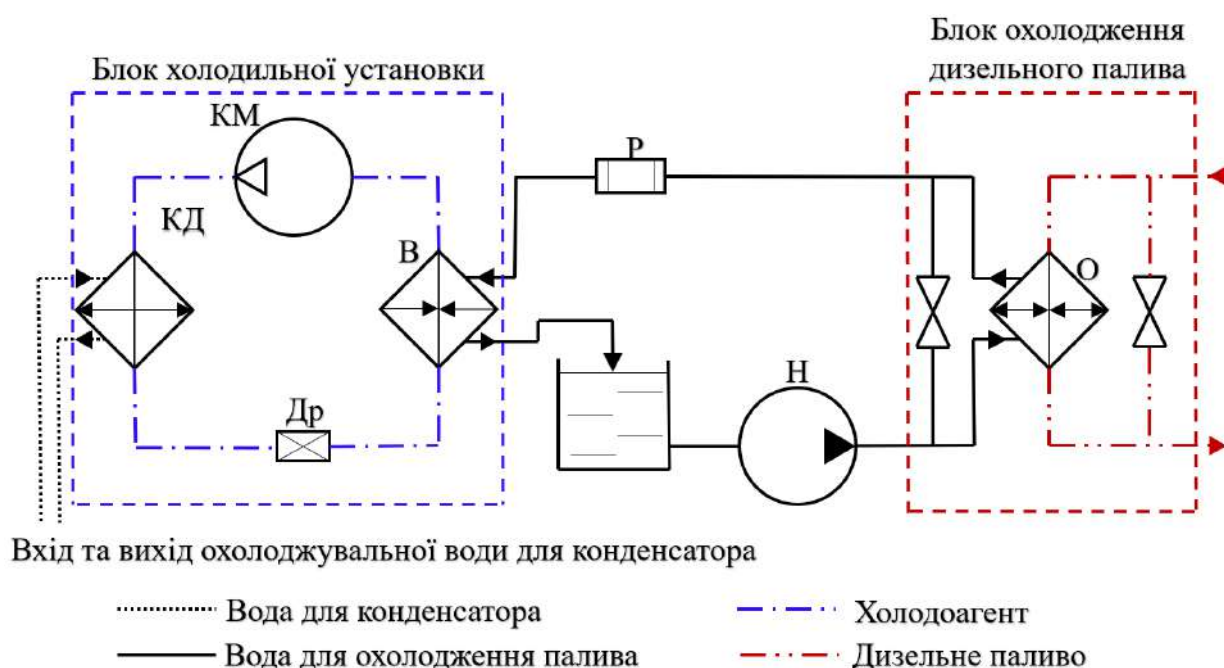 Блок охолодження
дизельного палива
Блок холодильної установки
КМ
Р
КД
В
О
Н
Др
Вхід та вихід охолоджувальної води для конденсатора
Вода для конденсатора
Холодоагент
Вода для охолодження палива
Дизельне паливо